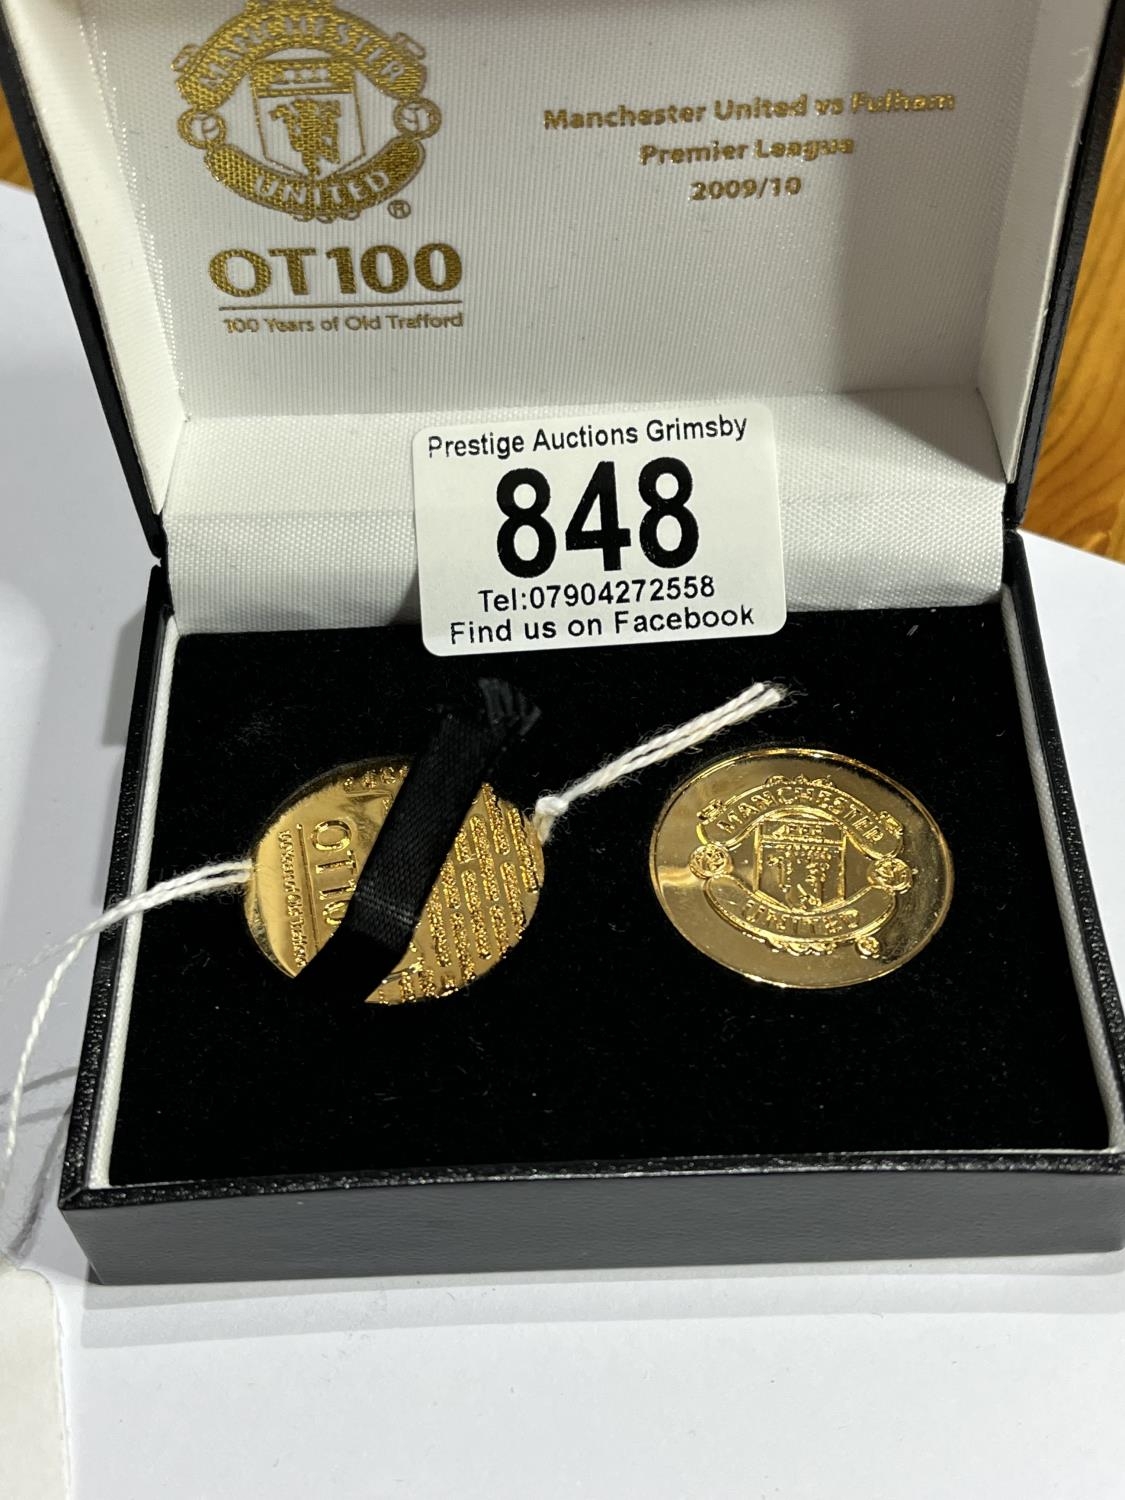 MANCHESTER
UNITED
®
OT100
100 Years of Old Trafford
Manchester United vs Fulham
Premier League
2009/10
Prestige Auctions Grimsby
848
Tel:07904272558
Find us on Facebook
OT10
MANCHESTER
UNITED